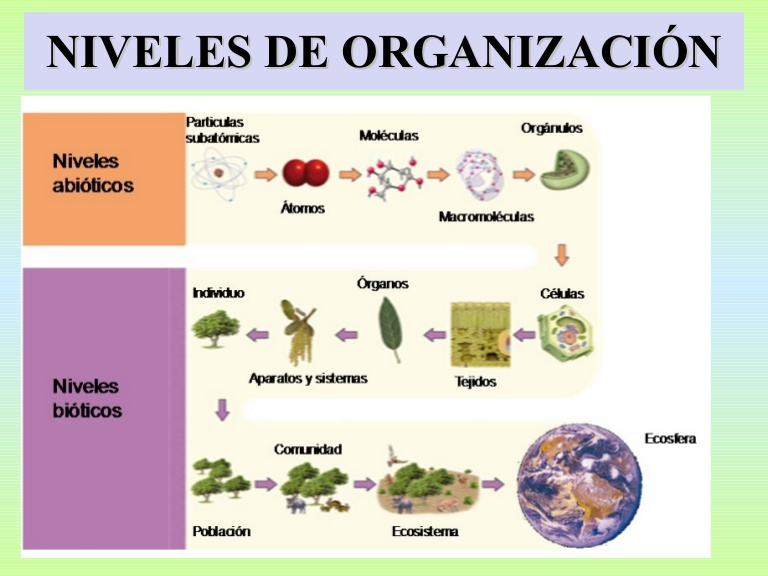 NIVELES DE ORGANIZACIÓN
Niveles
abióticos
Particulas
subatómicas
Átomos
Moléculas
Macromoléculas
Orgánulos
Células
Tejidos
Órganos
Aparatos y sistemas
Individuo
Niveles
bióticos
Población
Comunidad
Ecosistema
Ecosfera